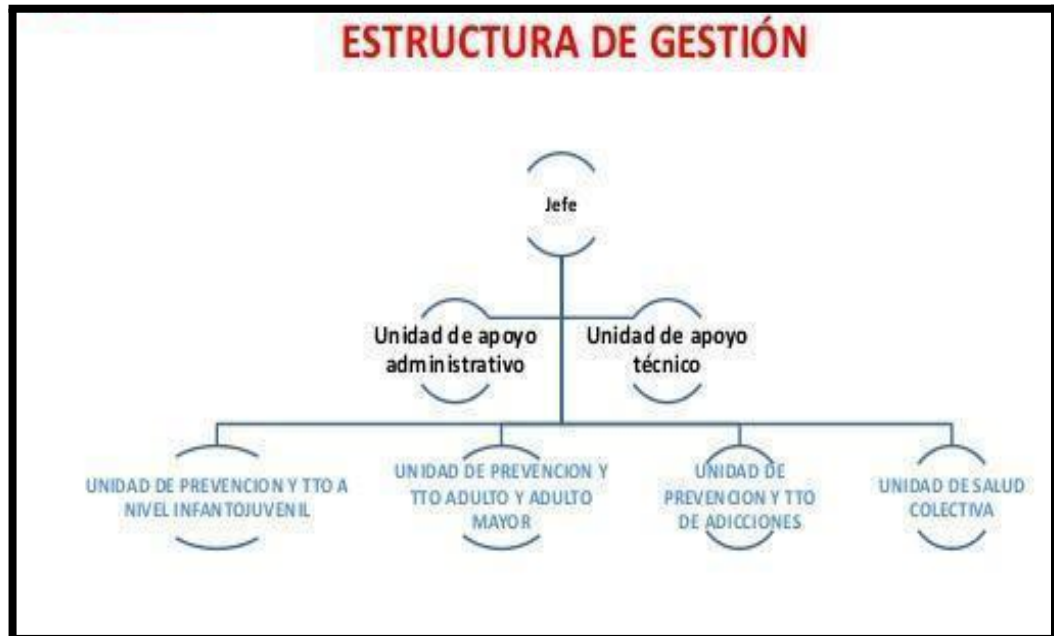 ESTRUCTURA DE GESTIÓN
Jefe
Unidad de apoyo
administrativo
Unidad de apoyo
técnico
UNIDAD DE PREVENCION Y TTO A
NIVEL INFANTOJUVENIL
UNIDAD DE PREVENCION Y
TTO ADULTO Y ADULTO
MAYOR
UNIDAD DE
PREVENCION Y TTO
DE ADICCIONES
UNIDAD DE SALUD
COLECTIVA